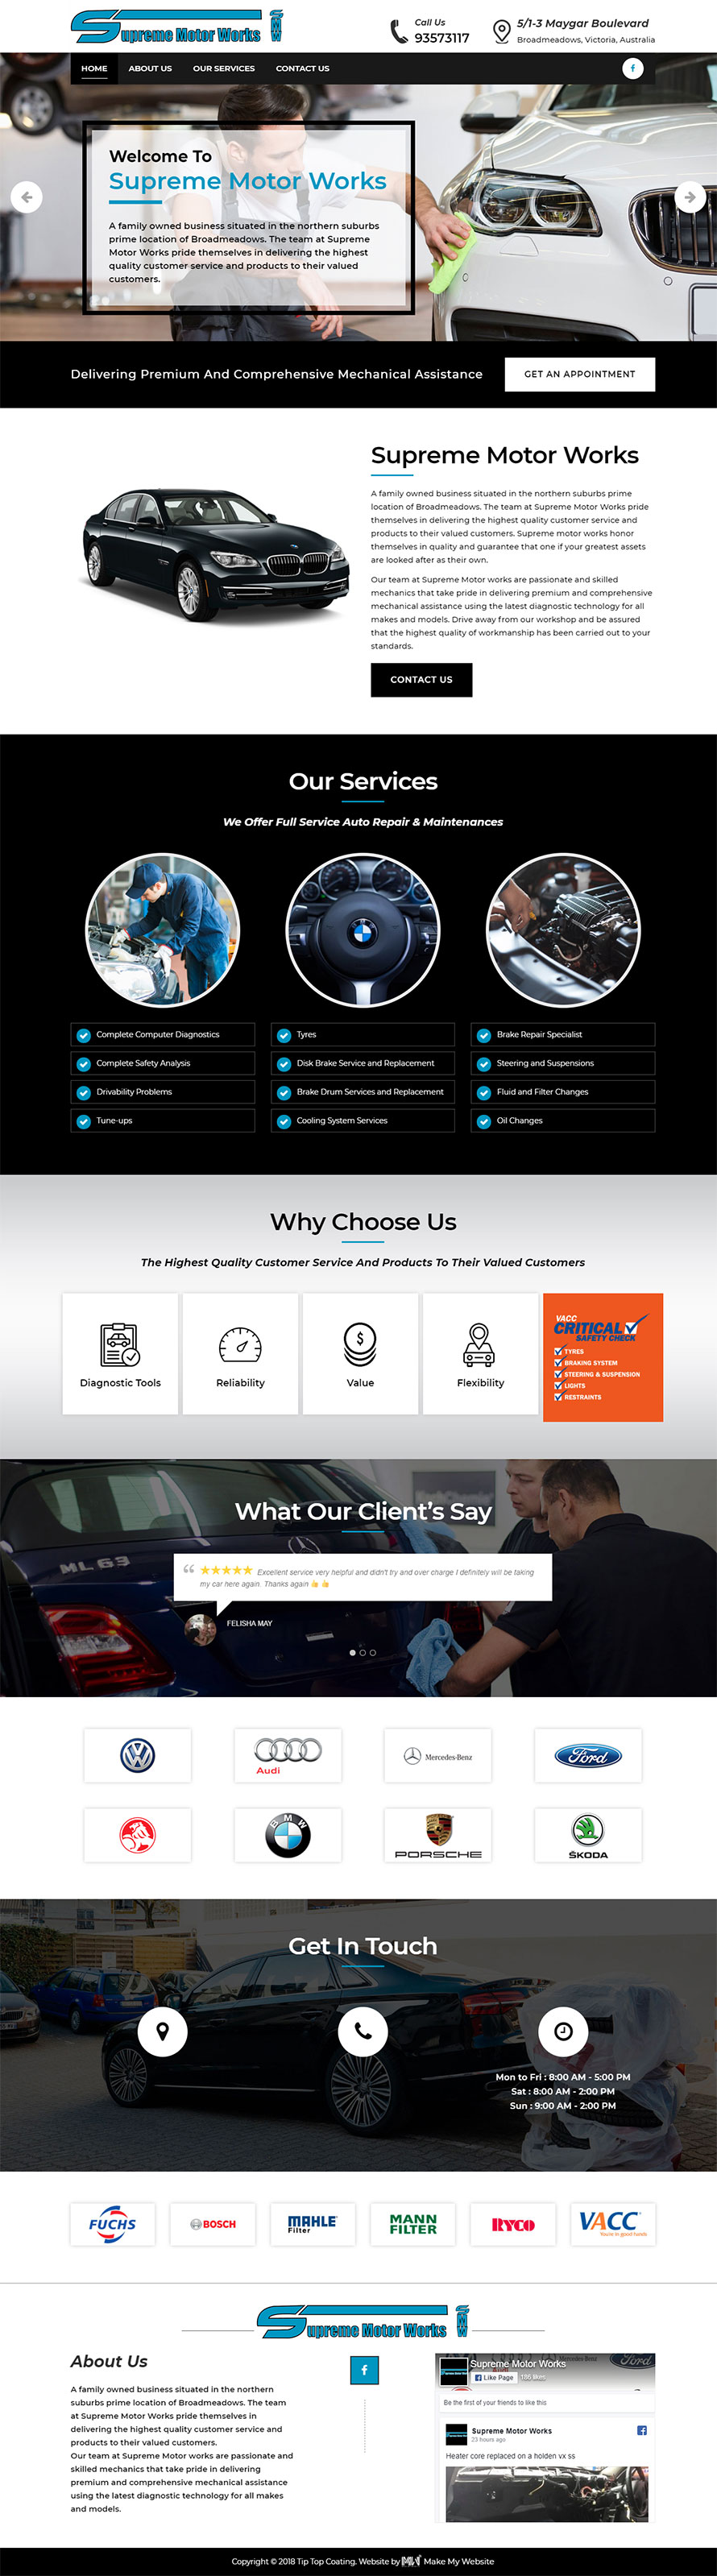 Supreme Motor Works
SMW
Call Us
93573117
5/1-3 Maygar Boulevard
Broadmeadows, Victoria, Australia
HOME
ABOUT US
OUR SERVICES
CONTACT US
f
Welcome To
Supreme Motor Works
A family owned business situated in the northern suburbs
prime location of Broadmeadows. The team at Supreme
Motor Works pride themselves in delivering the highest
quality customer service and products to their valued
customers.
Delivering Premium And Comprehensive Mechanical Assistance
GET AN APPOINTMENT
Supreme Motor Works
A family owned business situated in the northern suburbs prime
location of Broadmeadows. The team at Supreme Motor Works pride
themselves in delivering the highest quality customer service and
products to their valued customers. Supreme motor works honor
themselves in quality and guarantee that one if your greatest assets
are looked after as their own.
Our team at Supreme Motor works are passionate and skilled
mechanics that take pride in delivering premium and comprehensive
mechanical assistance using the latest diagnostic technology for all
makes and models. Drive away from our workshop and be assured
that the highest quality of workmanship has been carried out to your
standards.
CONTACT US
Our Services
We Offer Full Service Auto Repair & Maintenances
Complete Computer Diagnostics
Complete Safety Analysis
Drivability Problems
Tune-ups
Tyres
Disk Brake Service and Replacement
Brake Drum Services and Replacement
Cooling System Services
Brake Repair Specialist
Steering and Suspensions
Fluid and Filter Changes
Oil Changes
Why Choose Us
The Highest Quality Customer Service And Products To Their Valued Customers
Diagnostic Tools
Reliability
$
Value
Flexibility
VACC
CRITICAL
SAFETY CHECK
TYRES
BRAKING SYSTEM
STEERING & SUSPENSION
LIGHTS
RESTRAINTS
What Our Client's Say
ML 63
“ Excellent service very helpful and didn't try and over charge I definitely will be taking
my car here again. Thanks again 👍 👍
FELISHA MAY
VW
Audi
Mercedes-Benz
Ford
BMW
PORSCHE
ŠKODA
Get In Touch
Mon to Fri : 8:00 AM - 5:00 PM
Sat : 8:00 AM - 2:00 PM
Sun : 9:00 AM - 2:00 PM
FUCHS
BOSCH
MAHLE
Filter
MANN
FILTER
RYCO
VACC
You're in good hands
Supreme Motor Works
SMW
About Us
A family owned business situated in the northern
suburbs prime location of Broadmeadows. The team
at Supreme Motor Works pride themselves in
delivering the highest quality customer service and
products to their valued customers.
Our team at Supreme Motor works are passionate and
skilled mechanics that take pride in delivering
premium and comprehensive mechanical assistance
using the latest diagnostic technology for all makes
and models.
f
Supreme Motor Works
Like Page
186 likes
Be the first of your friends to like this
Supreme Motor Works
23 hours ago
Heater core replaced on a holden vx ss
Copyright © 2018 Tip Top Coating. Website by Make My Website